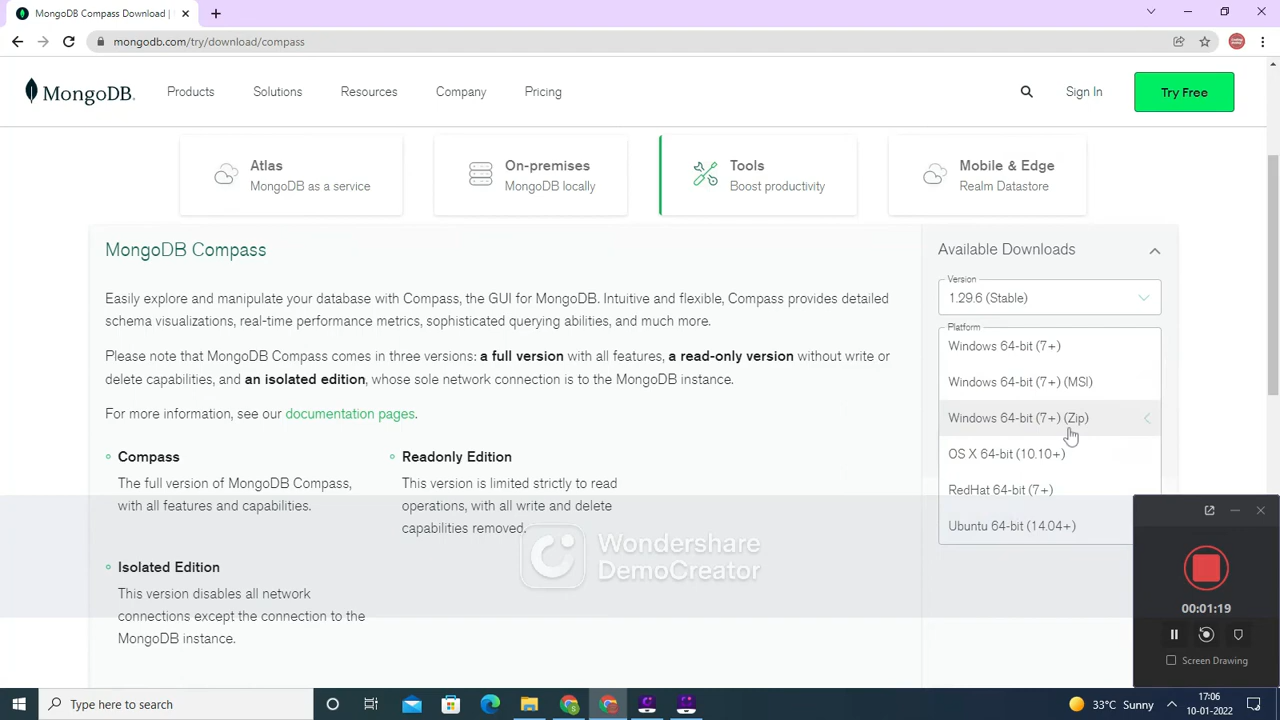 MongoDB Compass Download |
mongodb.com/try/download/compass
MongoDB.
Products
Solutions
Resources
Company
Pricing
Sign In
Try Free
Atlas
MongoDB as a service
On-premises
MongoDB locally
Tools
Boost productivity
Mobile & Edge
Realm Datastore
MongoDB Compass
Easily explore and manipulate your database with Compass, the GUI for MongoDB. Intuitive and flexible, Compass provides detailed
schema visualizations, real-time performance metrics, sophisticated querying abilities, and much more.
Please note that MongoDB Compass comes in three versions: a full version with all features, a read-only version without write or
delete capabilities, and an isolated edition, whose sole network connection is to the MongoDB instance.
For more information, see our documentation pages.
Compass
The full version of MongoDB Compass,
with all features and capabilities.
Readonly Edition
This version is limited strictly to read
operations, with all write and delete
capabilities removed.
Isolated Edition
This version disables all network
connections except the connection to the
MongoDB instance.
Available Downloads
Version
1.29.6 (Stable)
Platform
Windows 64-bit (7+)
Windows 64-bit (7+) (MSI)
Windows 64-bit (7+) (Zip)
OS X 64-bit (10.10+)
RedHat 64-bit (7+)
Ubuntu 64-bit (14.04+)
Wondershare
DemoCreator
00:01:19
Screen Drawing
Type here to search
33°C Sunny
17:06
10-01-2022